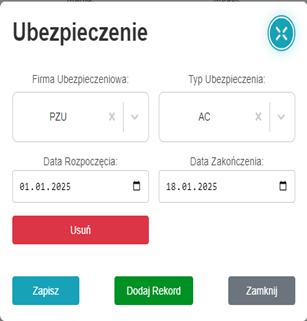 Ubezpieczenie
Firma Ubezpieczeniowa: Typ Ubezpieczenia:
PZU AC
Data Rozpoczęcia: Data Zakończenia:
01.01.2025 18.01.2025
Usuń
Zapisz Dodaj Rekord Zamknij